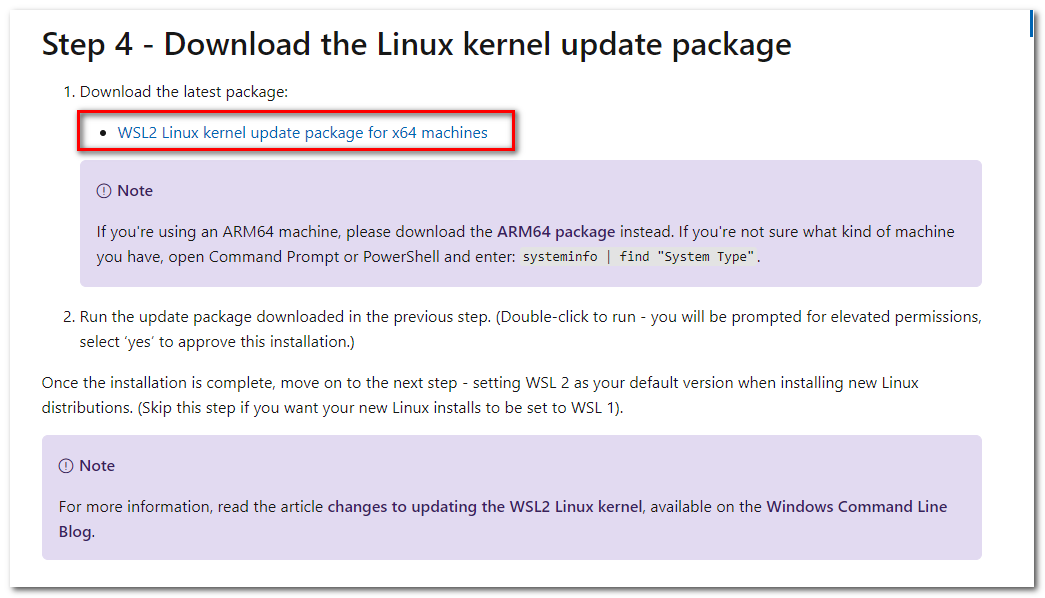 Step 4 - Download the Linux kernel update package
1. Download the latest package:
• WSL2 Linux kernel update package for x64 machines
Note
If you're using an ARM64 machine, please download the ARM64 package instead. If you're not sure what kind of machine
you have, open Command Prompt or PowerShell and enter: systeminfo | find "System Type".
2. Run the update package downloaded in the previous step. (Double-click to run - you will be prompted for elevated permissions,
select ‘yes’ to approve this installation.)
Once the installation is complete, move on to the next step - setting WSL 2 as your default version when installing new Linux
distributions. (Skip this step if you want your new Linux installs to be set to WSL 1).
Note
For more information, read the article changes to updating the WSL2 Linux kernel, available on the Windows Command Line
Blog.